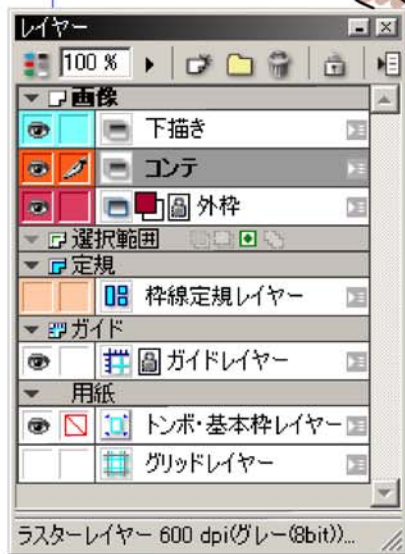 レイヤー
100 %
画像
下描き
コンテ
外枠
選択範囲
定規
枠線定規レイヤー
ガイド
ガイドレイヤー
用紙
トンボ・基本枠レイヤー
グリッドレイヤー
ラスターレイヤー 600 dpi(グレー(8bit))...